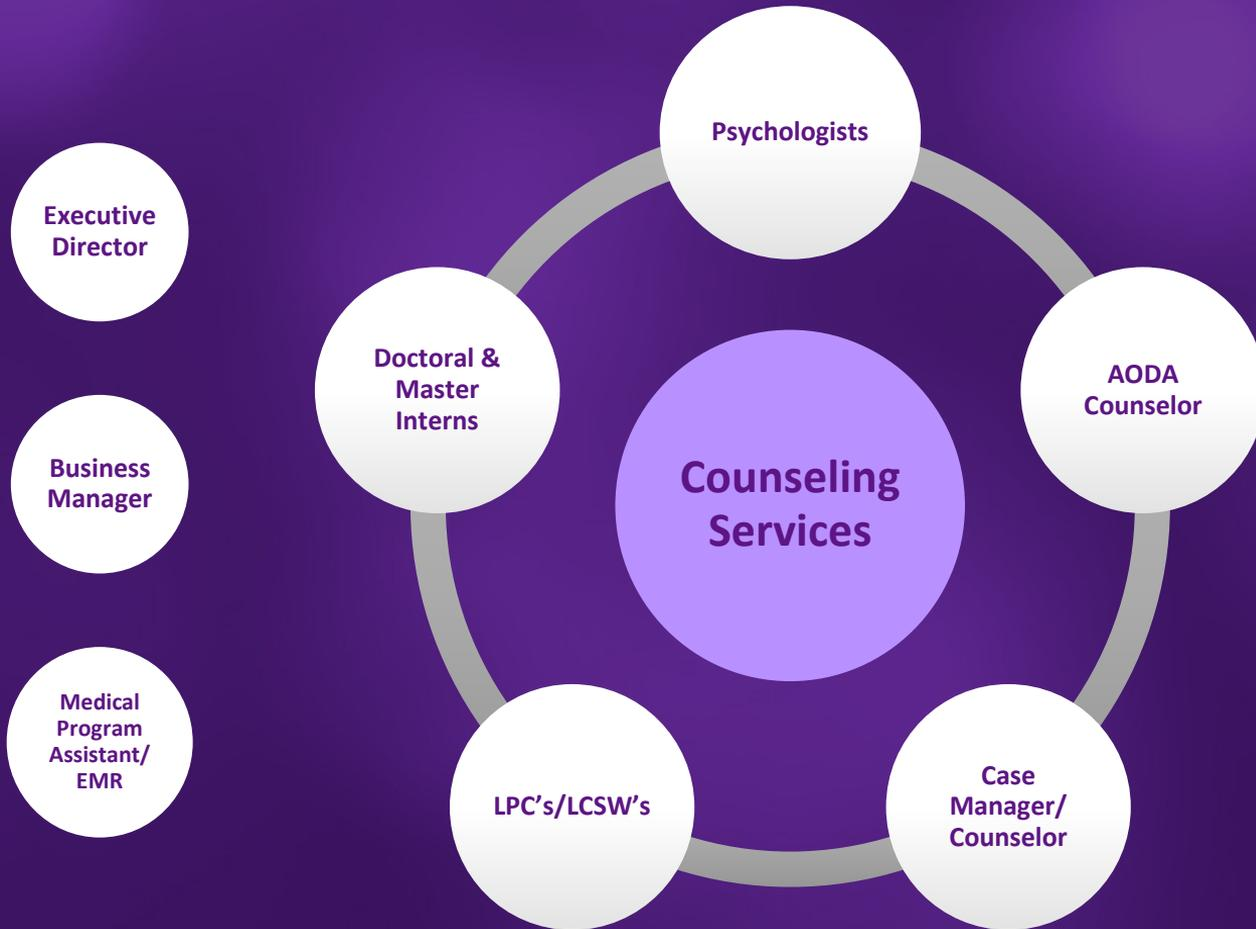 Executive
Director
Business
Manager
Medical
Program
Assistant/
EMR
Psychologists
AODA
Counselor
Case
Manager/
Counselor
LPC’s/LCSW’s
Doctoral &
Master
Interns
Counseling
Services